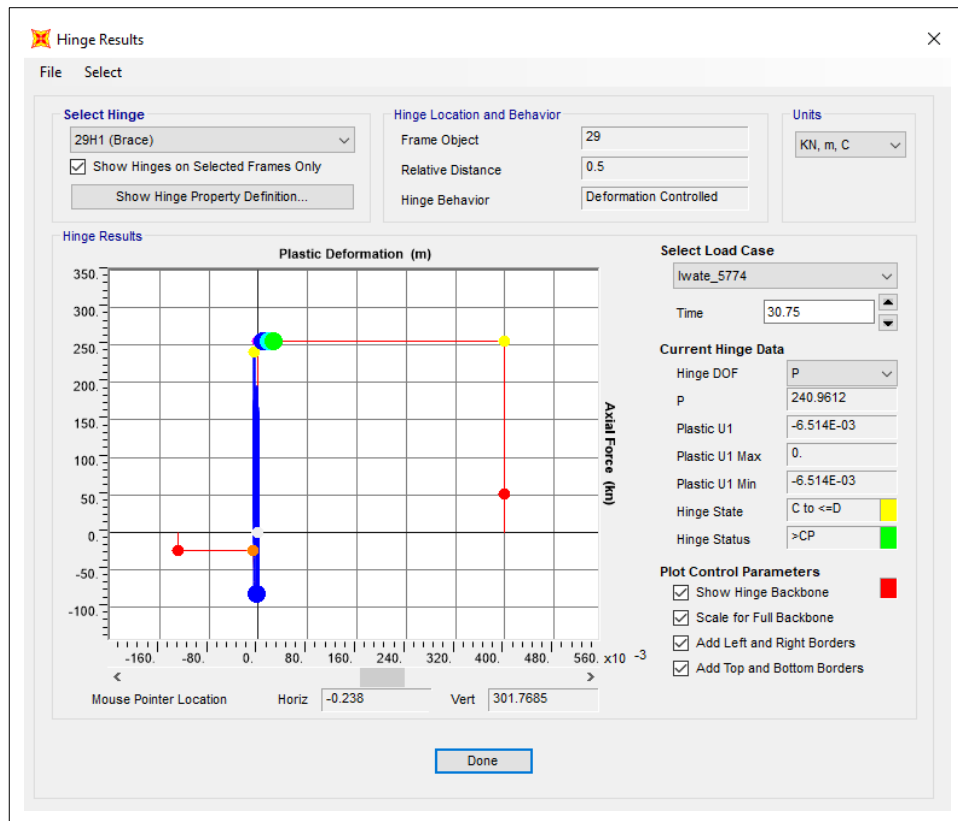 Hinge Results
File Select
Select Hinge
29H1 (Brace)
Show Hinges on Selected Frames Only
Show Hinge Property Definition...
Hinge Location and Behavior
Frame Object 29
Relative Distance 0.5
Hinge Behavior Deformation Controlled
Units
KN, m, C
Hinge Results
Plastic Deformation (m)
350.
300.
250.
200.
150.
100.
50.
0.
-50.
-100.
Axial Force (kn)
-160. -80. 0. 80. 160. 240. 320. 400. 480. 560. x10 -3
Mouse Pointer Location Horiz -0.238 Vert 301.7685
Select Load Case
Iwate_5774
Time 30.75
Current Hinge Data
Hinge DOF P
P 240.9612
Plastic U1 -6.514E-03
Plastic U1 Max 0.
Plastic U1 Min -6.514E-03
Hinge State C to <=D
Hinge Status >CP
Plot Control Parameters
Show Hinge Backbone
Scale for Full Backbone
Add Left and Right Borders
Add Top and Bottom Borders
Done